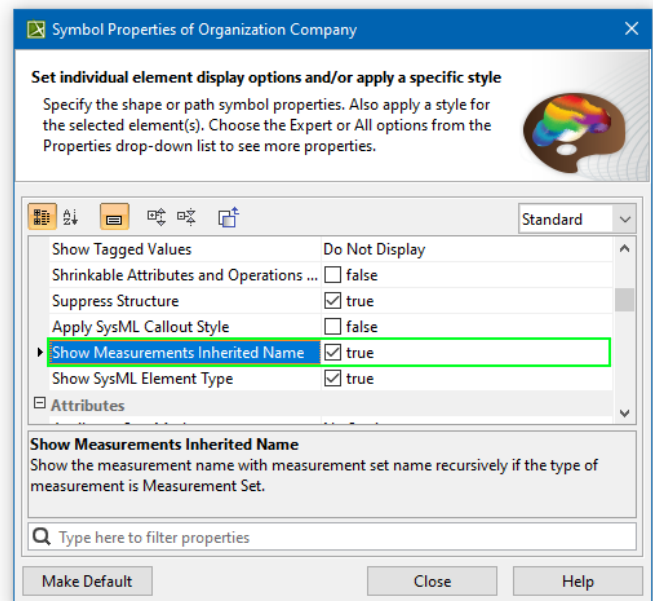 Symbol Properties of Organization Company
Set individual element display options and/or apply a specific style
Specify the shape or path symbol properties. Also apply a style for
the selected element(s). Choose the Expert or All options from the
Properties drop-down list to see more properties.
Standard
Show Tagged Values Do Not Display
Shrinkable Attributes and Operations ... false
Suppress Structure true
Apply SysML Callout Style false
Show Measurements Inherited Name true
Show SysML Element Type true
Attributes
Show Measurements Inherited Name
Show the measurement name with measurement set name recursively if the type of
measurement is Measurement Set.
Type here to filter properties
Make Default Close Help